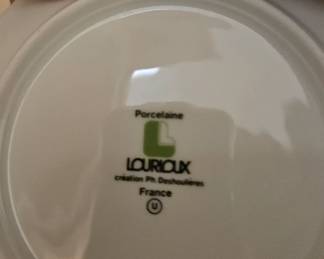 Porcelaine
L
LOURIOUX
création Ph. Deshoulières
France
U